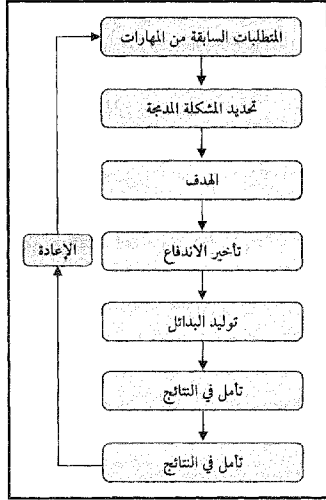 المتطلبات السابقة من المهارات
تحديد المشكلة المدمجة
الهدف
تأخير الاندفاع
الإعادة
توليد البدائل
تأمل في النتائج
تأمل في النتائج